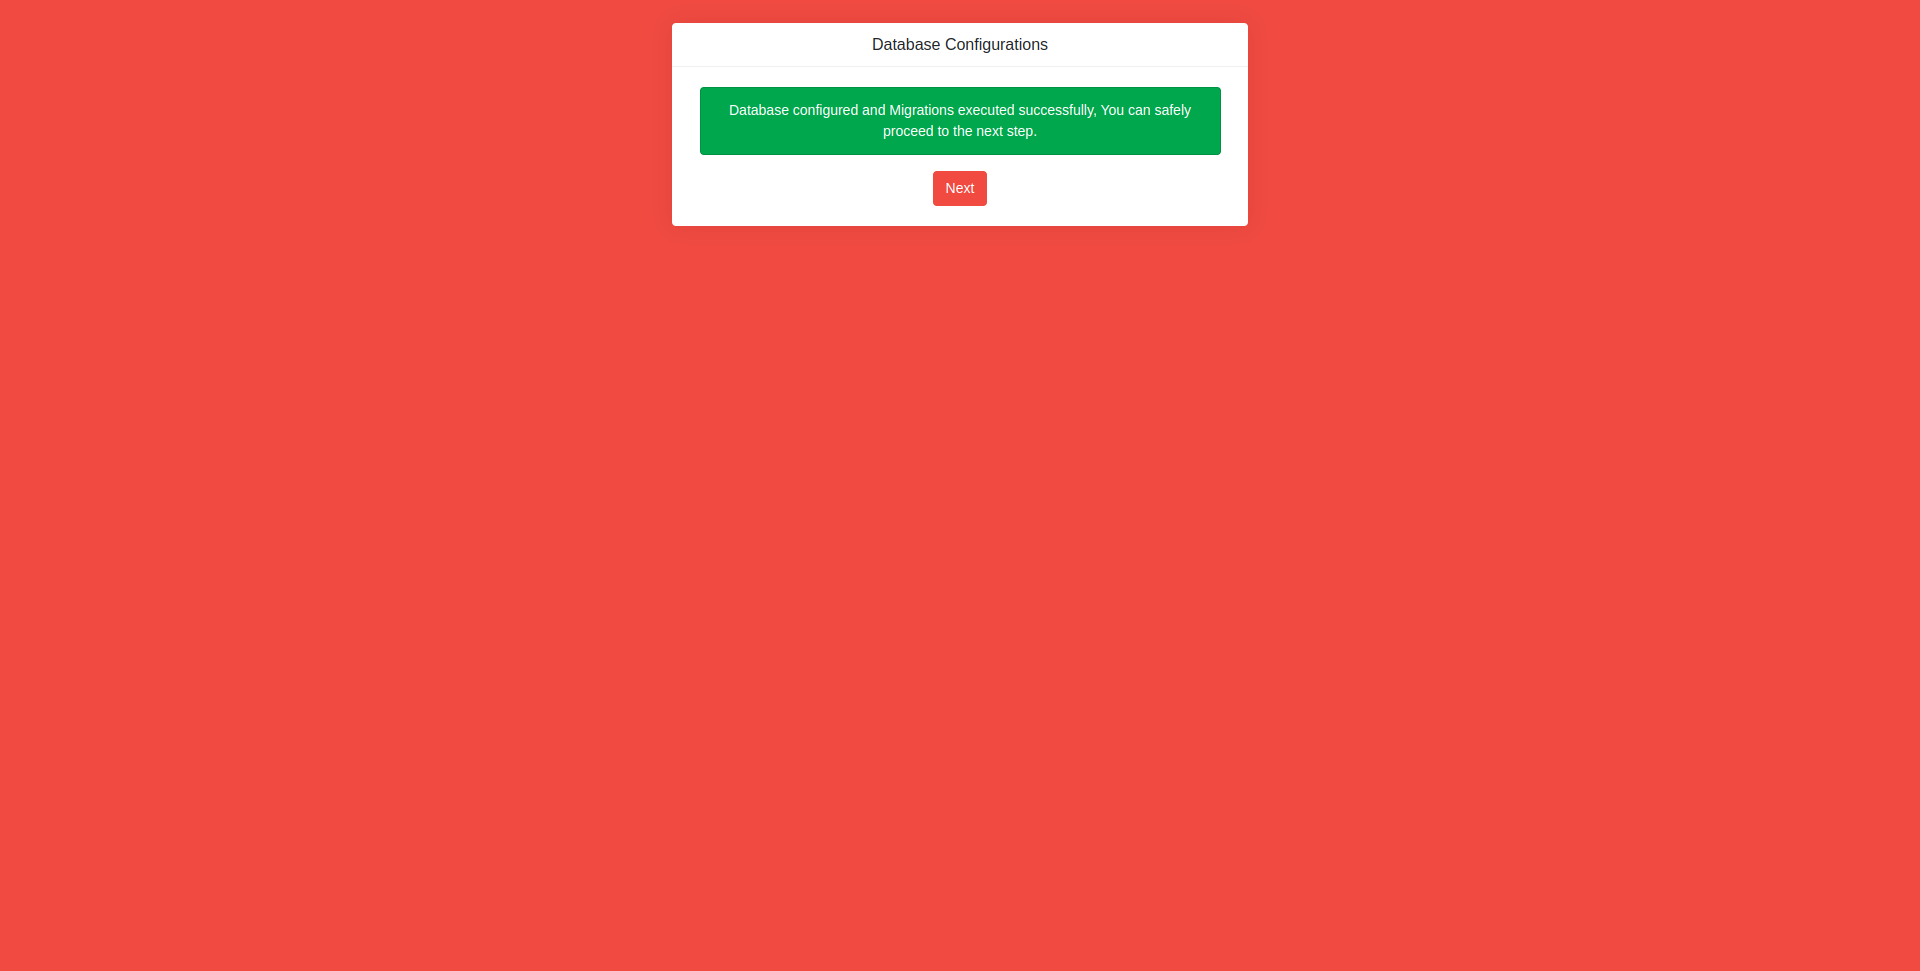 Database Configurations
Database configured and Migrations executed successfully, You can safely
proceed to the next step.
Next